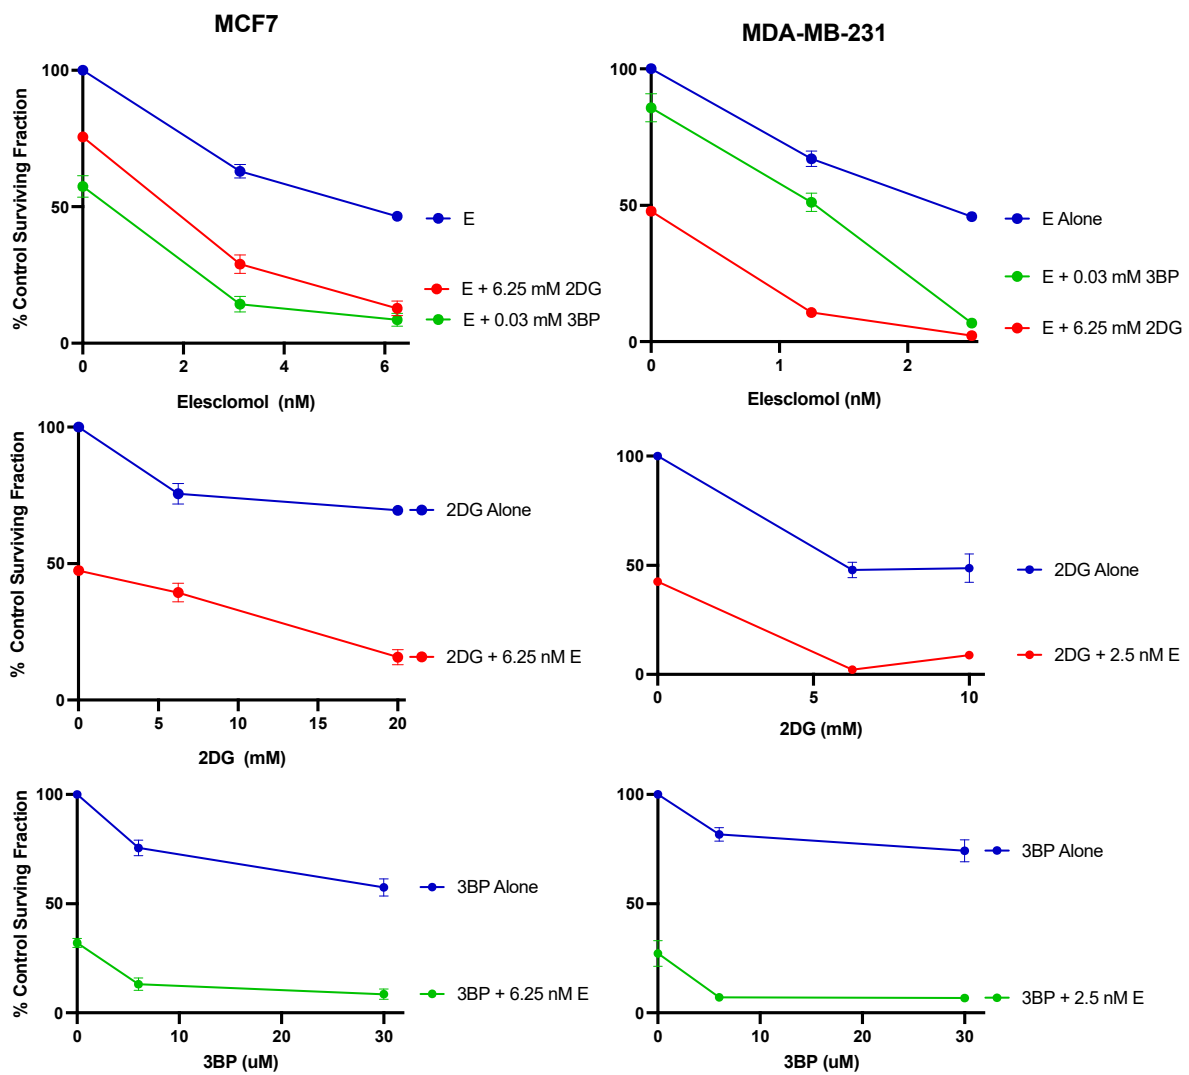 MCF7
MDA-MB-231
% Control Surviving Fraction
100
50
0
0 2 4 6
Elesclomol (nM)
E
E + 6.25 mM 2DG
E + 0.03 mM 3BP
100
50
0
0 1 2
Elesclomol (nM)
E Alone
E + 0.03 mM 3BP
E + 6.25 mM 2DG
% Control Surviving Fraction
100
50
0
0 5 10 15 20
2DG (mM)
2DG Alone
2DG + 6.25 nM E
100
50
0
0 5 10
2DG (mM)
2DG Alone
2DG + 2.5 nM E
% Control Surving Fraction
100
50
0
0 10 20 30
3BP (uM)
3BP Alone
3BP + 6.25 nM E
100
50
0
0 10 20 30
3BP (uM)
3BP Alone
3BP + 2.5 nM E